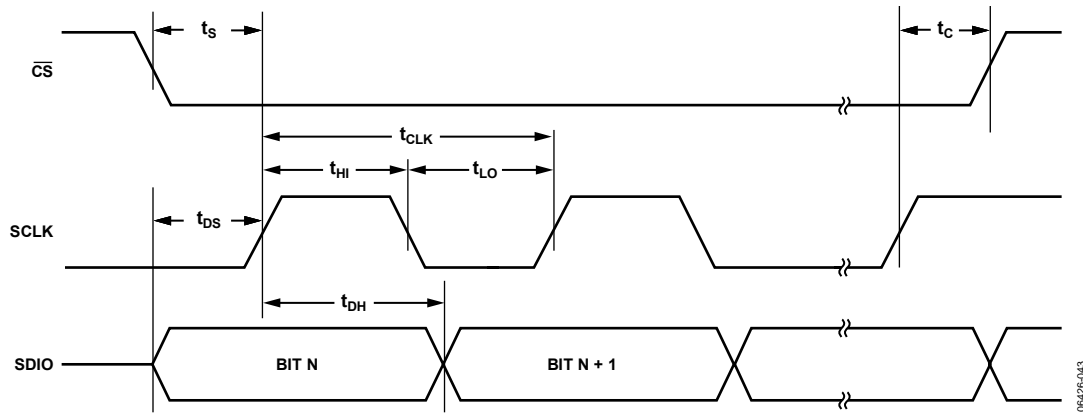 tS
tC
CS
tCLK
tHI
tLO
tDS
SCLK
tDH
SDIO
BIT N
BIT N + 1
06426-043